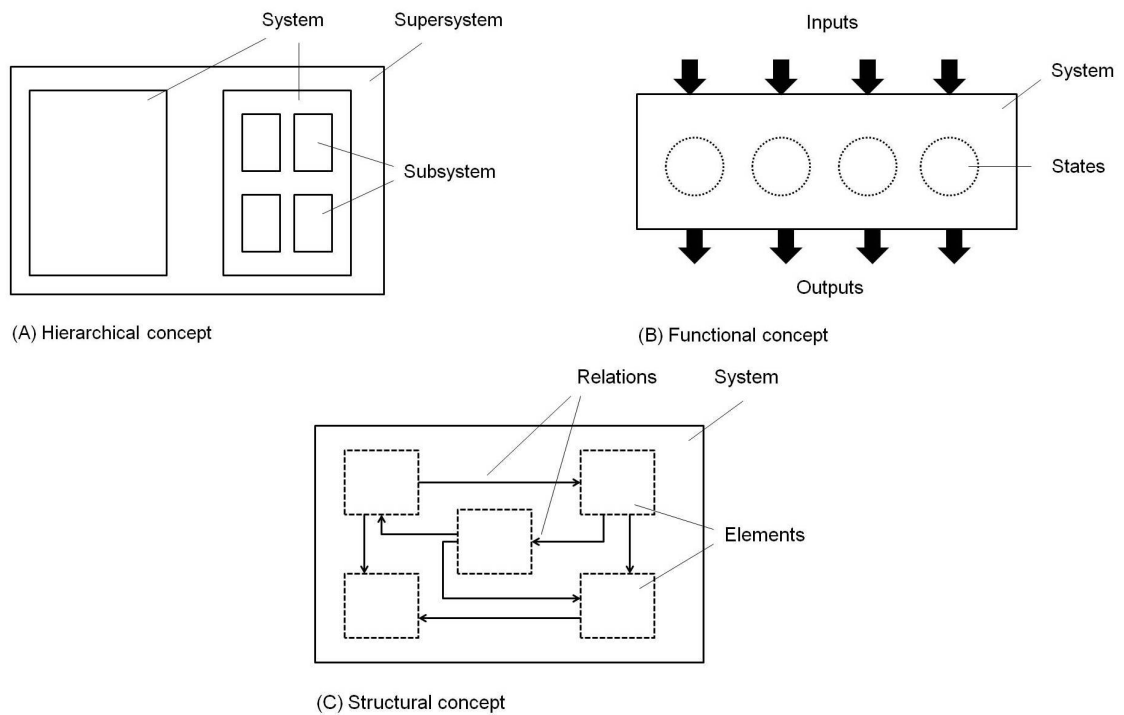 System
Supersystem
Subsystem
(A) Hierarchical concept
Inputs
System
States
Outputs
(B) Functional concept
Relations
System
Elements
(C) Structural concept